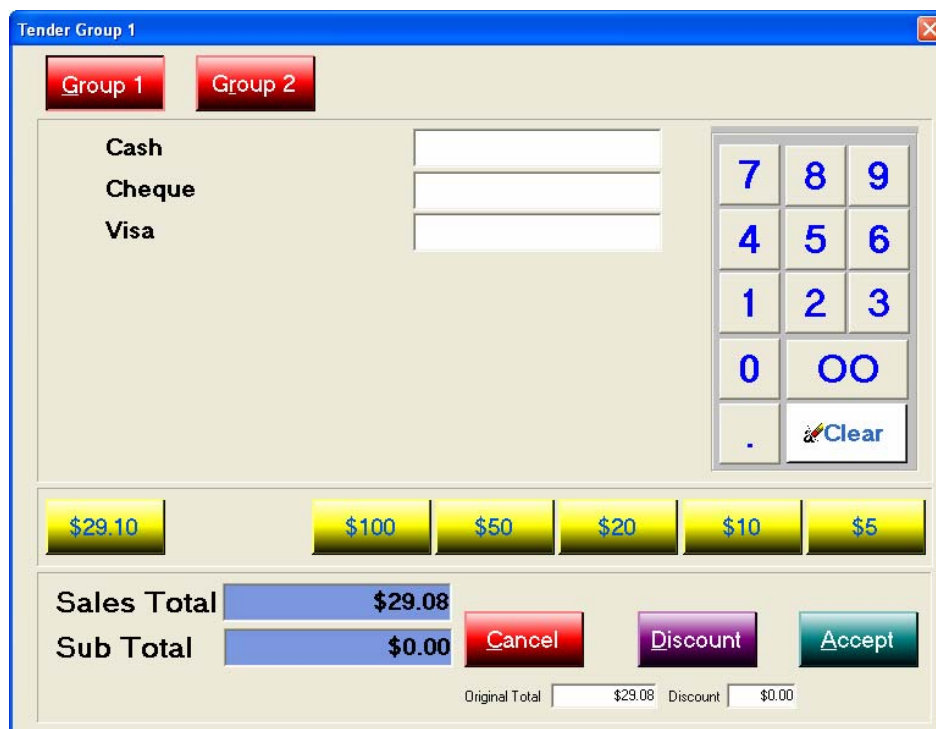 Tender Group 1
Group 1 Group 2
Cash
Cheque
Visa
7 8 9
4 5 6
1 2 3
0 00
. Clear
$29.10 $100 $50 $20 $10 $5
Sales Total $29.08
Sub Total $0.00
Cancel Discount Accept
Original Total $29.08 Discount $0.00